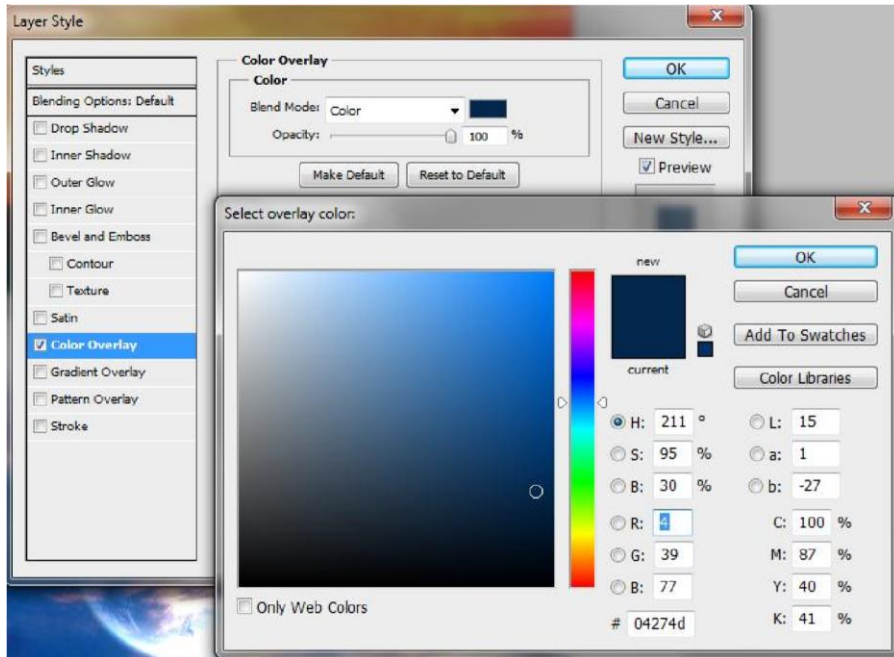 Layer Style
Styles
Blending Options: Default
Drop Shadow
Inner Shadow
Outer Glow
Inner Glow
Bevel and Emboss
Contour
Texture
Satin
Color Overlay
Gradient Overlay
Pattern Overlay
Stroke
Color Overlay
Color
Blend Mode: Color
Opacity: 100 %
Make Default Reset to Default
OK
Cancel
New Style...
Preview
Select overlay color:
new
current
OK
Cancel
Add To Swatches
Color Libraries
H: 211 ° L: 15
S: 95 % a: 1
B: 30 % b: -27
R: 4 C: 100 %
G: 39 M: 87 %
B: 77 Y: 40 %
# 04274d K: 41 %
Only Web Colors